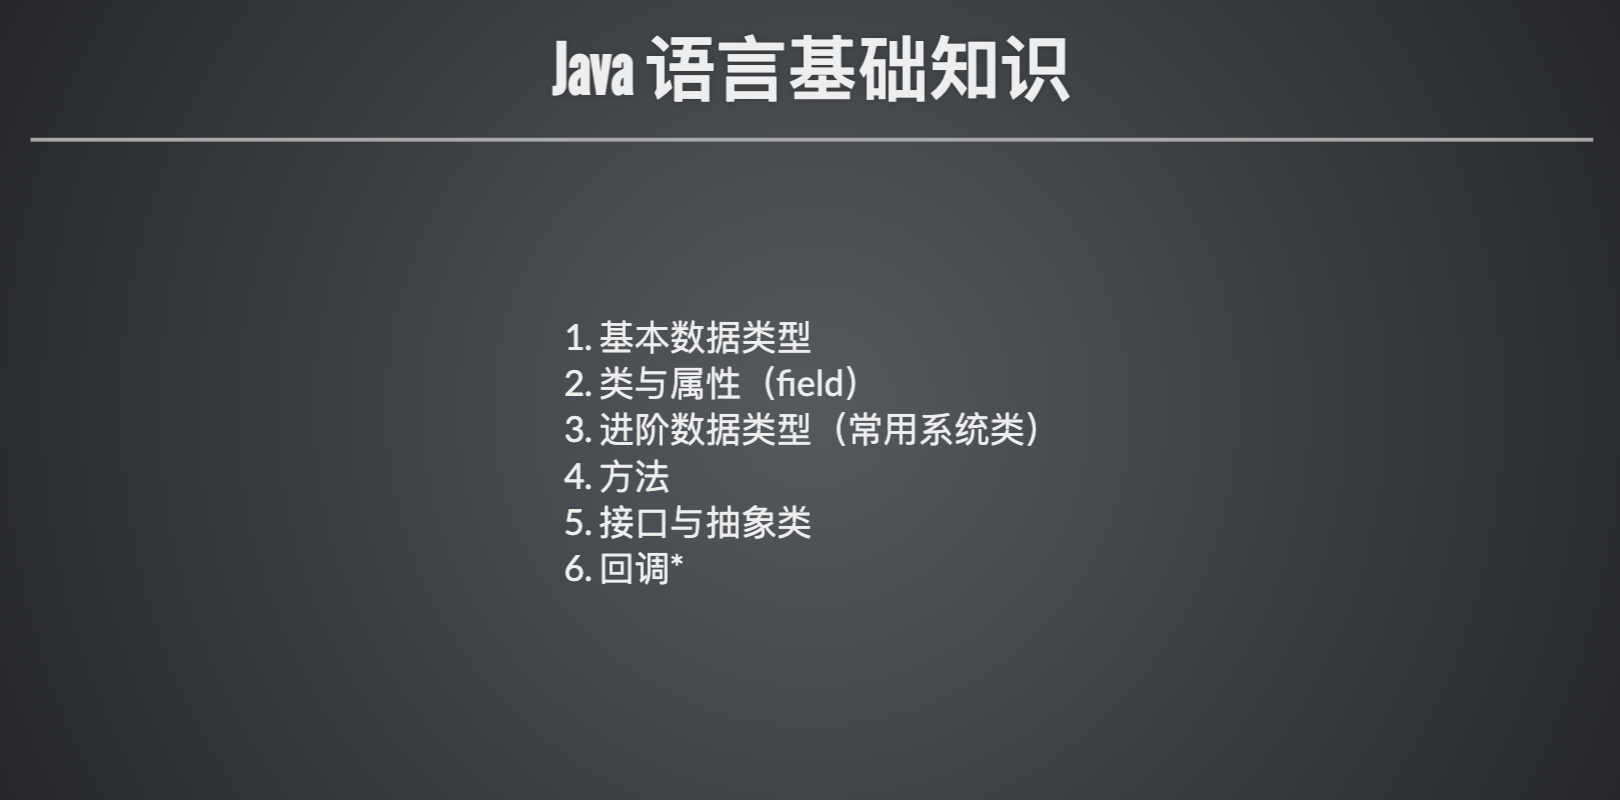 Java 语言基础知识
1. 基本数据类型
2. 类与属性（field）
3. 进阶数据类型（常用系统类）
4. 方法
5. 接口与抽象类
6. 回调*